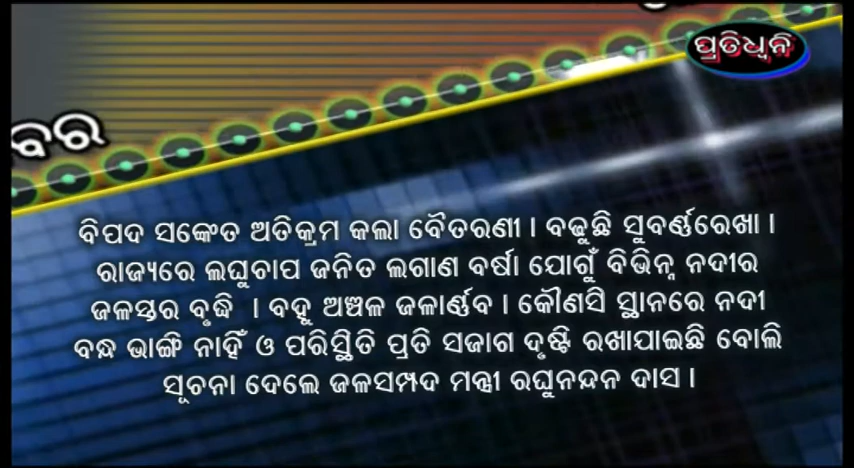 ପ୍ରତିଧ୍ୱନି
ବିପଦ ସଙ୍କେତ ଅତିକ୍ରମ କଲା ବୈତରଣୀ । ବଢୁଛି ସୁବର୍ଣ୍ଣରେଖା ।
ରାଜ୍ୟରେ ଲଘୁଚାପ ଜନିତ ଲଗାଣ ବର୍ଷା ଯୋଗୁଁ ବିଭିନ୍ନ ନଦୀର
ଜଳସ୍ତର ବୃଦ୍ଧି । ବହୁ ଅଞ୍ଚଳ ଜଳାର୍ଣ୍ଣବ । କୌଣସି ସ୍ଥାନରେ ନଦୀ
ବନ୍ଧ ଭାଙ୍ଗି ନାହିଁ ଓ ପରିସ୍ଥିତି ପ୍ରତି ସଜାଗ ଦୃଷ୍ଟି ରଖାଯାଇଛି ବୋଲି
ସୂଚନା ଦେଲେ ଜଳସମ୍ପଦ ମନ୍ତ୍ରୀ ରଘୁନନ୍ଦନ ଦାସ ।